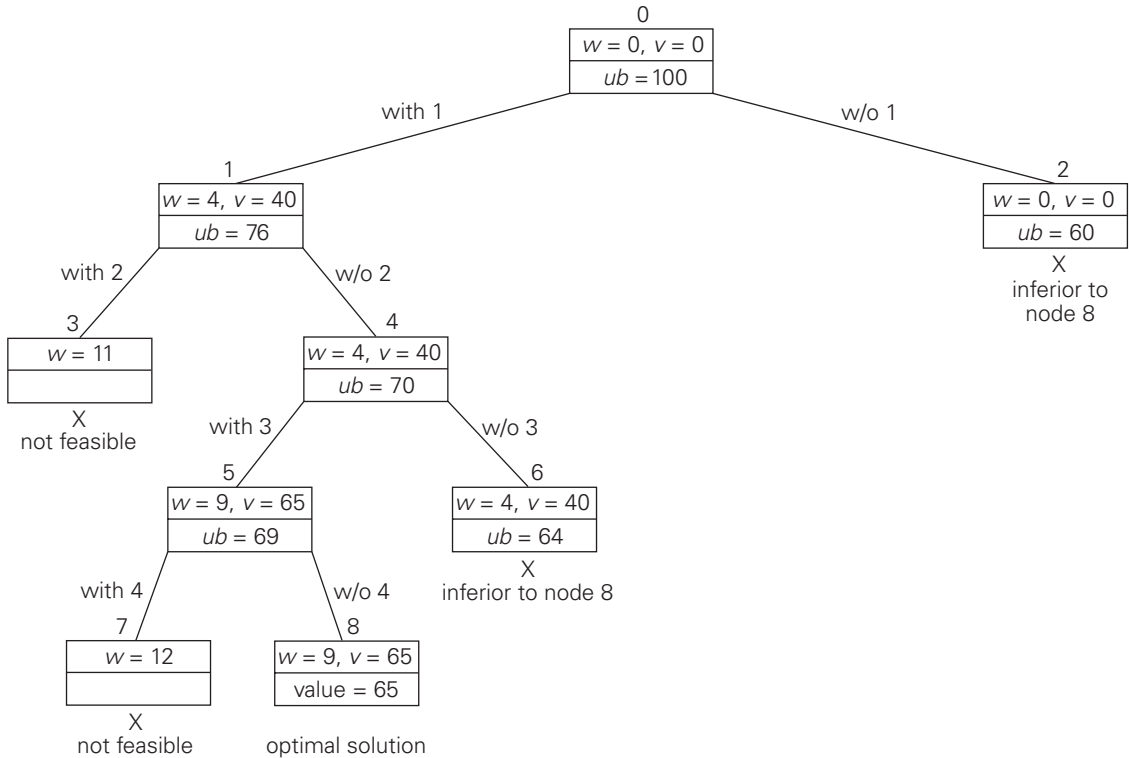 0
w = 0, v = 0
ub = 100
with 1
w/o 1
1
w = 4, v = 40
ub = 76
2
w = 0, v = 0
ub = 60
X
inferior to
node 8
with 2
w/o 2
3
w = 11
X
not feasible
4
w = 4, v = 40
ub = 70
with 3
w/o 3
5
w = 9, v = 65
ub = 69
6
w = 4, v = 40
ub = 64
X
inferior to node 8
with 4
w/o 4
7
w = 12
X
not feasible
8
w = 9, v = 65
value = 65
optimal solution